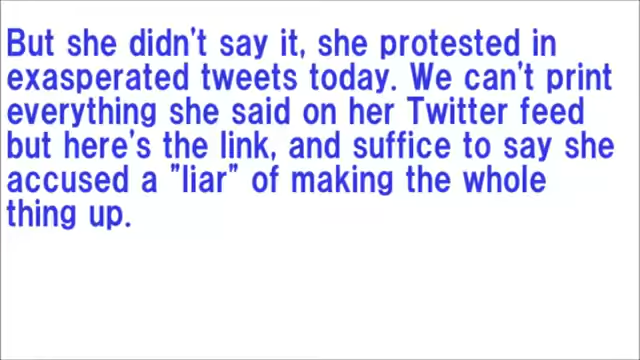 But she didn't say it, she protested in
exasperated tweets today. We can't print
everything she said on her Twitter feed
but here's the link, and suffice to say she
accused a "liar" of making the whole
thing up.